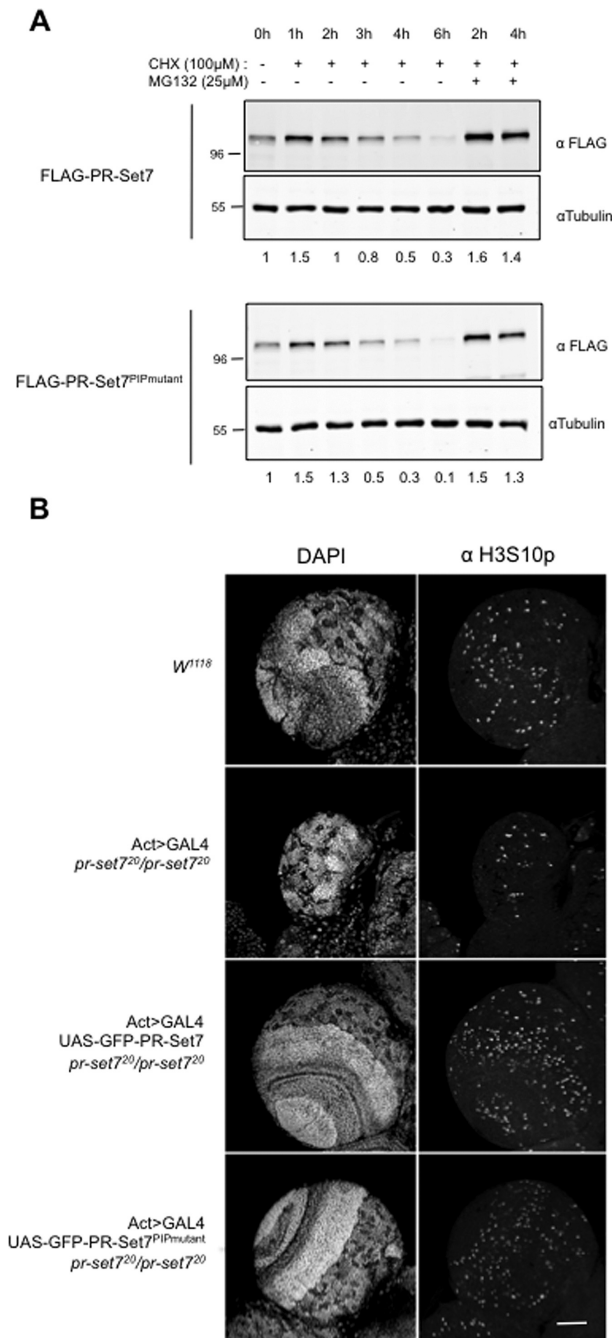 A
0h 1h 2h 3h 4h 6h 2h 4h
CHX (100µM) : - + + + + + + +
MG132 (25µM) - - - - - - + +
FLAG-PR-Set7
96
α FLAG
55
αTubulin
1 1.5 1 0.8 0.5 0.3 1.6 1.4
FLAG-PR-Set7PIPmutant
96
α FLAG
55
αTubulin
1 1.5 1.3 0.5 0.3 0.1 1.5 1.3
B
DAPI α H3S10p
W1118
Act>GAL4
pr-set720/pr-set720
Act>GAL4
UAS-GFP-PR-Set7
pr-set720/pr-set720
Act>GAL4
UAS-GFP-PR-Set7PIPmutant
pr-set720/pr-set720